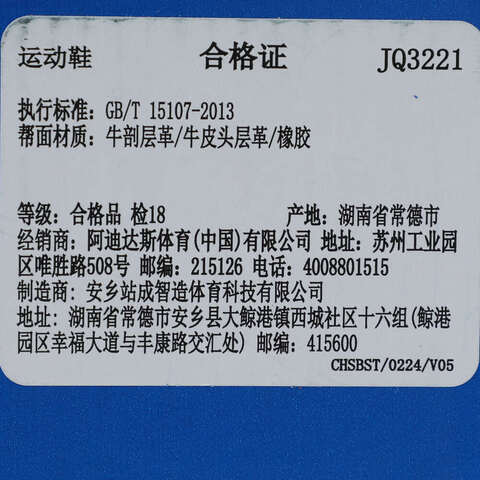 运动鞋 合格证 JQ3221
执行标准: GB/T 15107-2013
帮面材质: 牛剖层革/牛皮头层革/橡胶
等级: 合格品 检18 产地: 湖南省常德市
经销商: 阿迪达斯体育(中国)有限公司 地址: 苏州工业园
区唯胜路508号 邮编: 215126 电话: 4008801515
制造商: 安乡站成智造体育科技有限公司
地址: 湖南省常德市安乡县大鲸港镇西城社区十六组(鲸港
园区幸福大道与丰康路交汇处) 邮编: 415600
CHSBST/0224/V05